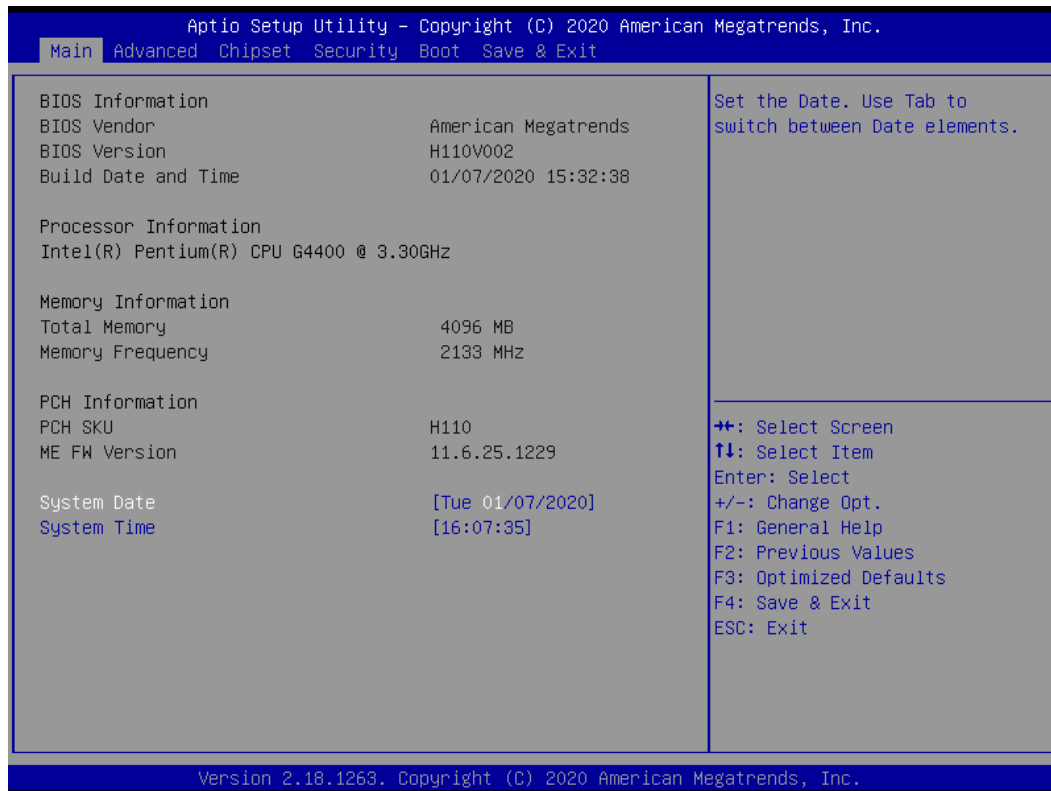 Aptio Setup Utility – Copyright (C) 2020 American Megatrends, Inc.
Main Advanced Chipset Security Boot Save & Exit
BIOS Information
BIOS Vendor American Megatrends
BIOS Version H110V002
Build Date and Time 01/07/2020 15:32:38
Processor Information
Intel(R) Pentium(R) CPU G4400 @ 3.30GHz
Memory Information
Total Memory 4096 MB
Memory Frequency 2133 MHz
PCH Information
PCH SKU H110
ME FW Version 11.6.25.1229
System Date [Tue 01/07/2020]
System Time [16:07:35]
Set the Date. Use Tab to
switch between Date elements.
→←: Select Screen
↑↓: Select Item
Enter: Select
+/-: Change Opt.
F1: General Help
F2: Previous Values
F3: Optimized Defaults
F4: Save & Exit
ESC: Exit
Version 2.18.1263. Copyright (C) 2020 American Megatrends, Inc.